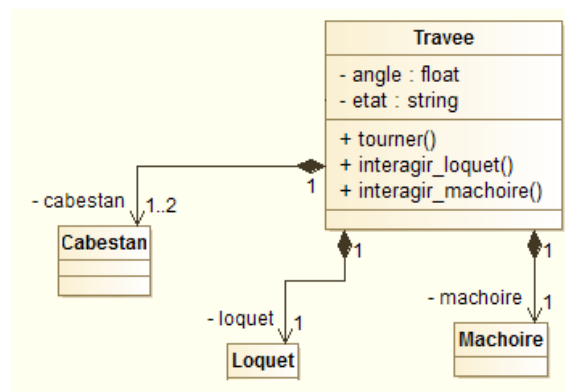 Travee
- angle : float
- etat : string
+ tourner()
+ interagir_loquet()
+ interagir_machoire()
1
- cabestan
1..2
Cabestan
1
1
- loquet
1
Loquet
- machoire
1
Machoire